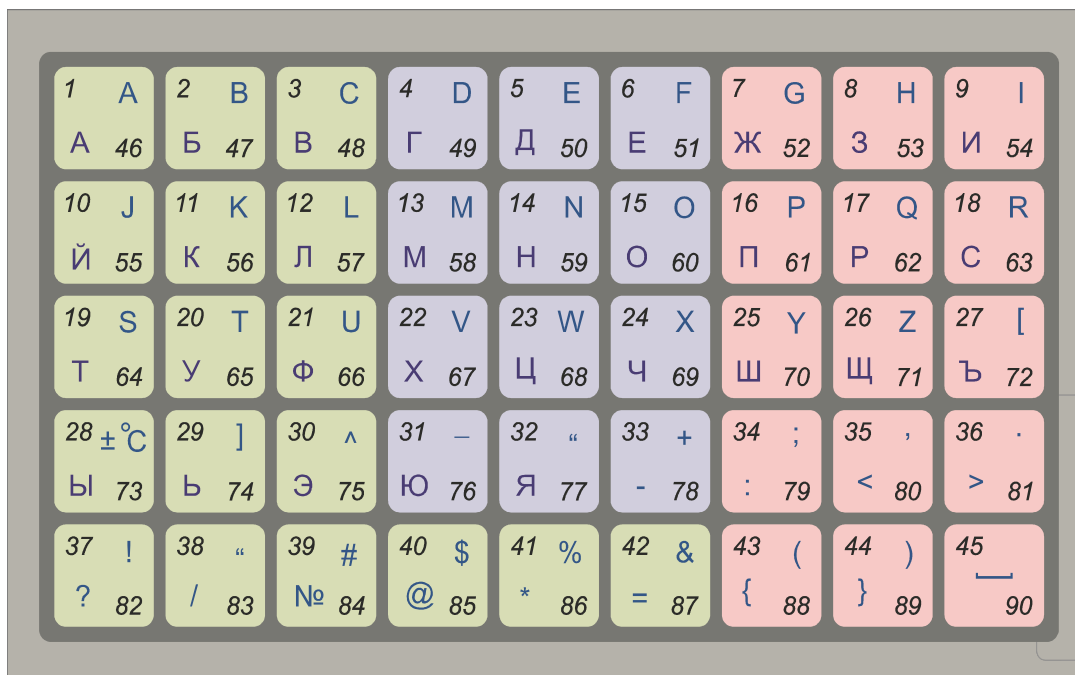 1 A 2 B 3 C 4 D 5 E 6 F 7 G 8 H 9 I
А 46 Б 47 В 48 Г 49 Д 50 Е 51 Ж 52 З 53 И 54
10 J 11 K 12 L 13 M 14 N 15 O 16 P 17 Q 18 R
Й 55 К 56 Л 57 М 58 Н 59 О 60 П 61 Р 62 С 63
19 S 20 T 21 U 22 V 23 W 24 X 25 Y 26 Z 27 [
Т 64 У 65 Ф 66 Х 67 Ц 68 Ч 69 Ш 70 Щ 71 Ъ 72
28 ±°C 29 ] 30 ^ 31 – 32 “ 33 + 34 ; 35 ’ 36 ·
Ы 73 Ь 74 Э 75 Ю 76 Я 77 - 78 : 79 < 80 > 81
37 ! 38 “ 39 # 40 $ 41 % 42 & 43 ( 44 ) 45
? 82 / 83 № 84 @ 85 * 86 = 87 { 88 } 89 ⎵ 90